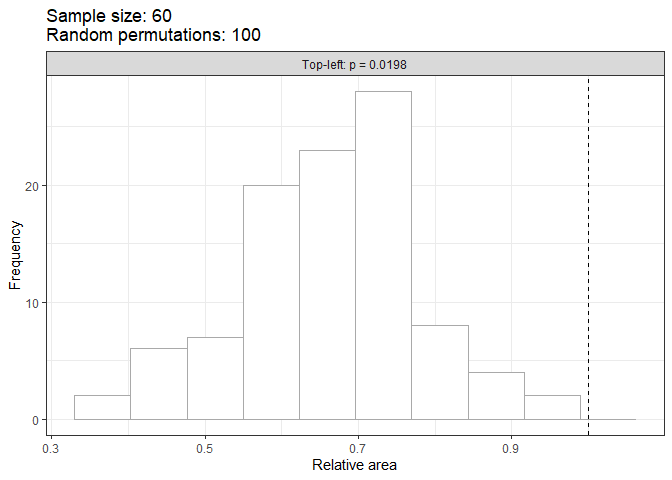 Sample size: 60
Random permutations: 100
Top-left: p = 0.0198
Frequency
20
10
0
0.3 0.5 0.7 0.9
Relative area